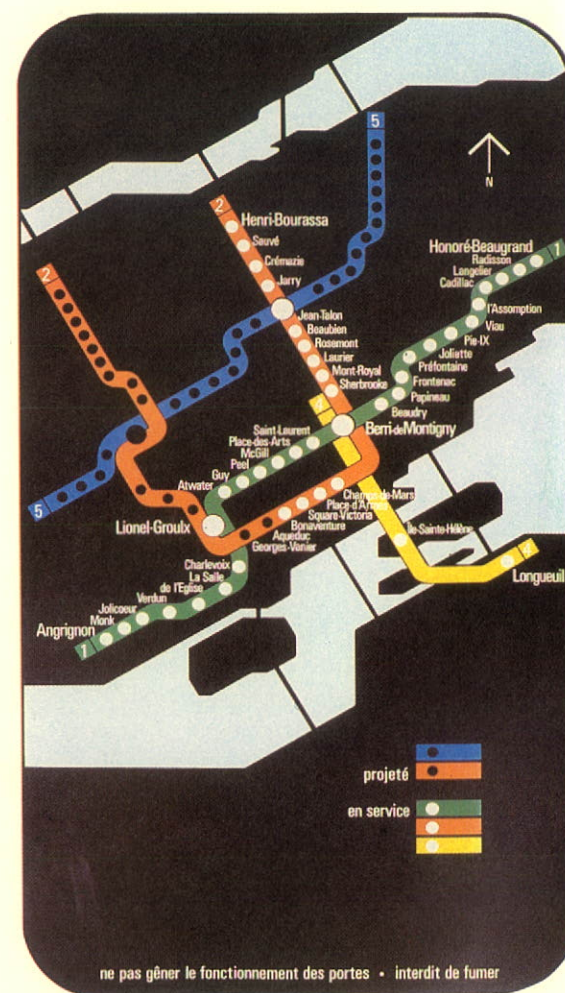 5
2
Henri-Bourassa
N
Sauvé
Crémazie
Jarry
Honoré-Beaugrand
1
Radisson
Langelier
Cadillac
2
Jean-Talon
Beaubien
Rosemont
Laurier
Mont-Royal
Sherbrooke
l'Assomption
Viau
Pie-IX
Joliette
Préfontaine
Frontenac
Papineau
Beaudry
4
Berri-de Montigny
Saint-Laurent
Place-des-Arts
McGill
Peel
Guy
Atwater
5
Lionel-Groulx
Champ-de-Mars
Place-d'Armes
Square-Victoria
Bonaventure
Aqueduc
Georges-Vanier
Île-Sainte-Hélène
4
Longueuil
Charlevoix
La Salle
de l'Eglise
Verdun
Jolicoeur
Monk
Angrignon
1
projeté
en service
ne pas gêner le fonctionnement des portes • interdit de fumer